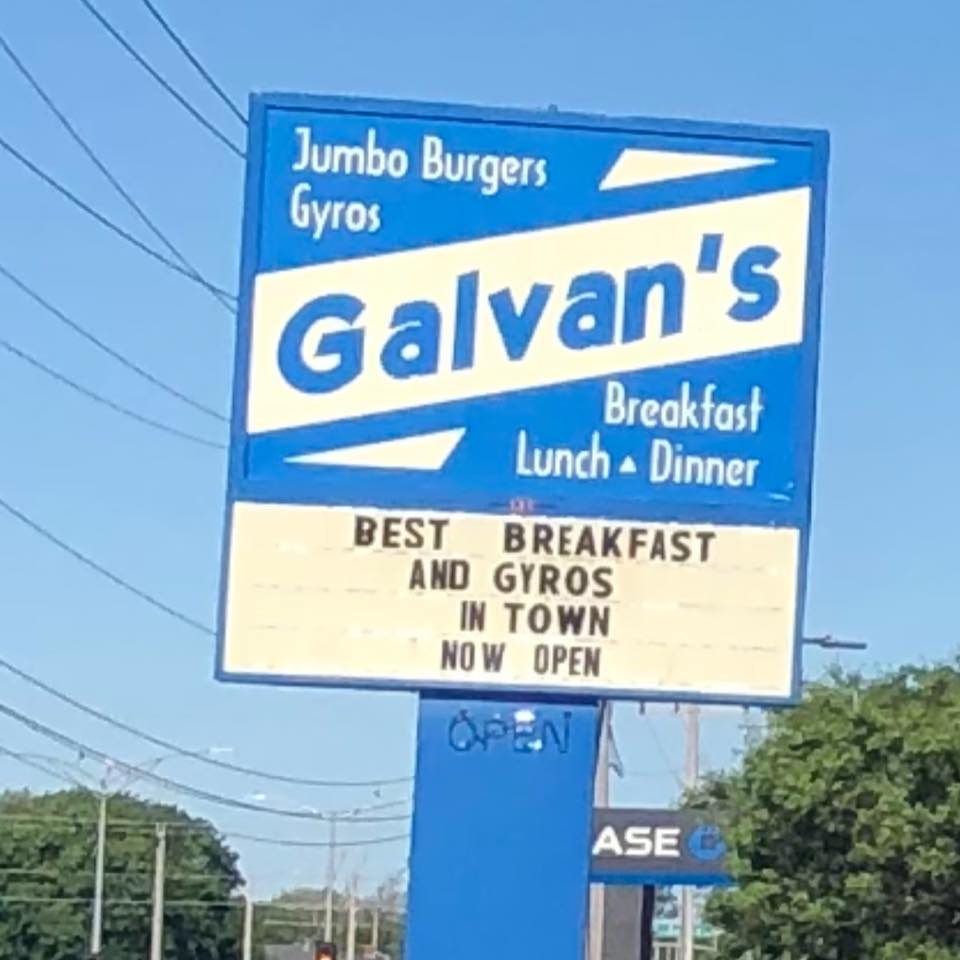 Jumbo Burgers
Gyros
Galvan's
Breakfast
Lunch ▲ Dinner
BEST BREAKFAST
AND GYROS
IN TOWN
NOW OPEN
OPEN
ASE